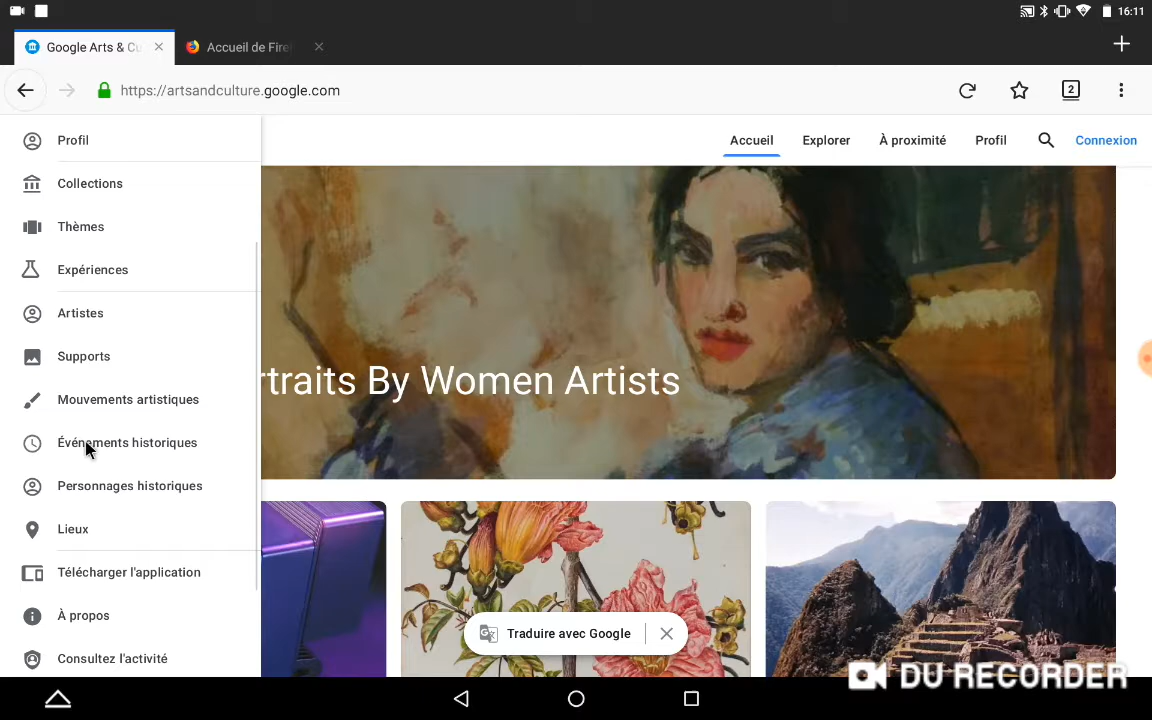 16:11
Google Arts & Cu
Accueil de Firef
https://artsandculture.google.com
2
Profil
Collections
Thèmes
Expériences
Artistes
Supports
Mouvements artistiques
Événements historiques
Personnages historiques
Lieux
Télécharger l'application
À propos
Consultez l'activité
Accueil
Explorer
À proximité
Profil
Connexion
rtraits By Women Artists
Traduire avec Google
DU RECORDER